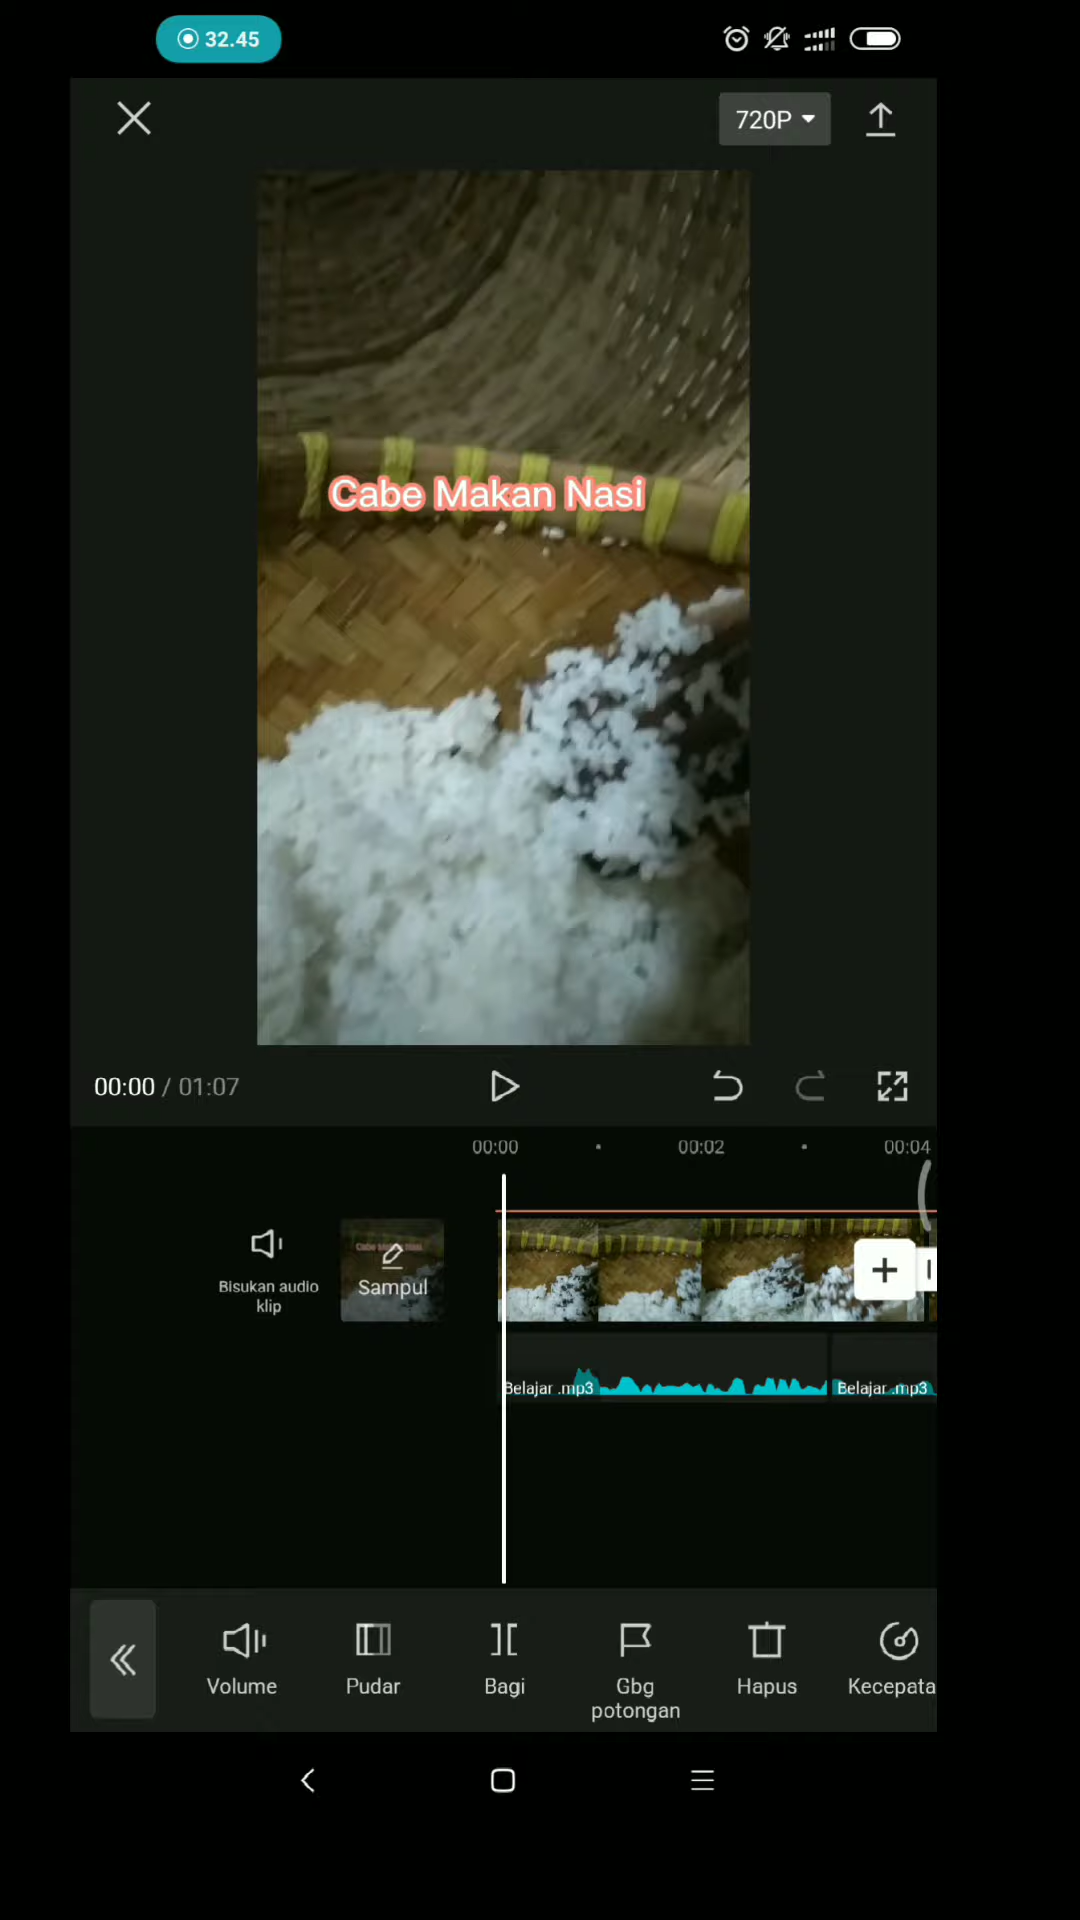 32.45
720P
Cabe Makan Nasi
00:00 / 01:07
00:00
00:02
00:04
Bisukan audio
klip
Sampul
Belajar .mp3
Belajar .mp3
Volume
Pudar
Bagi
Gbg
potongan
Hapus
Kecepata